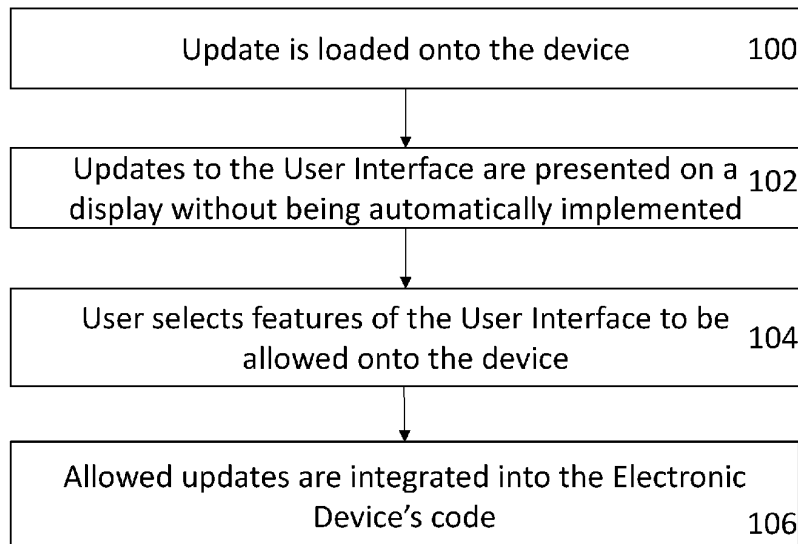 Update is loaded onto the device 100
Updates to the User Interface are presented on a
display without being automatically implemented
102
User selects features of the User Interface to be
allowed onto the device
104
Allowed updates are integrated into the Electronic
Device’s code
106